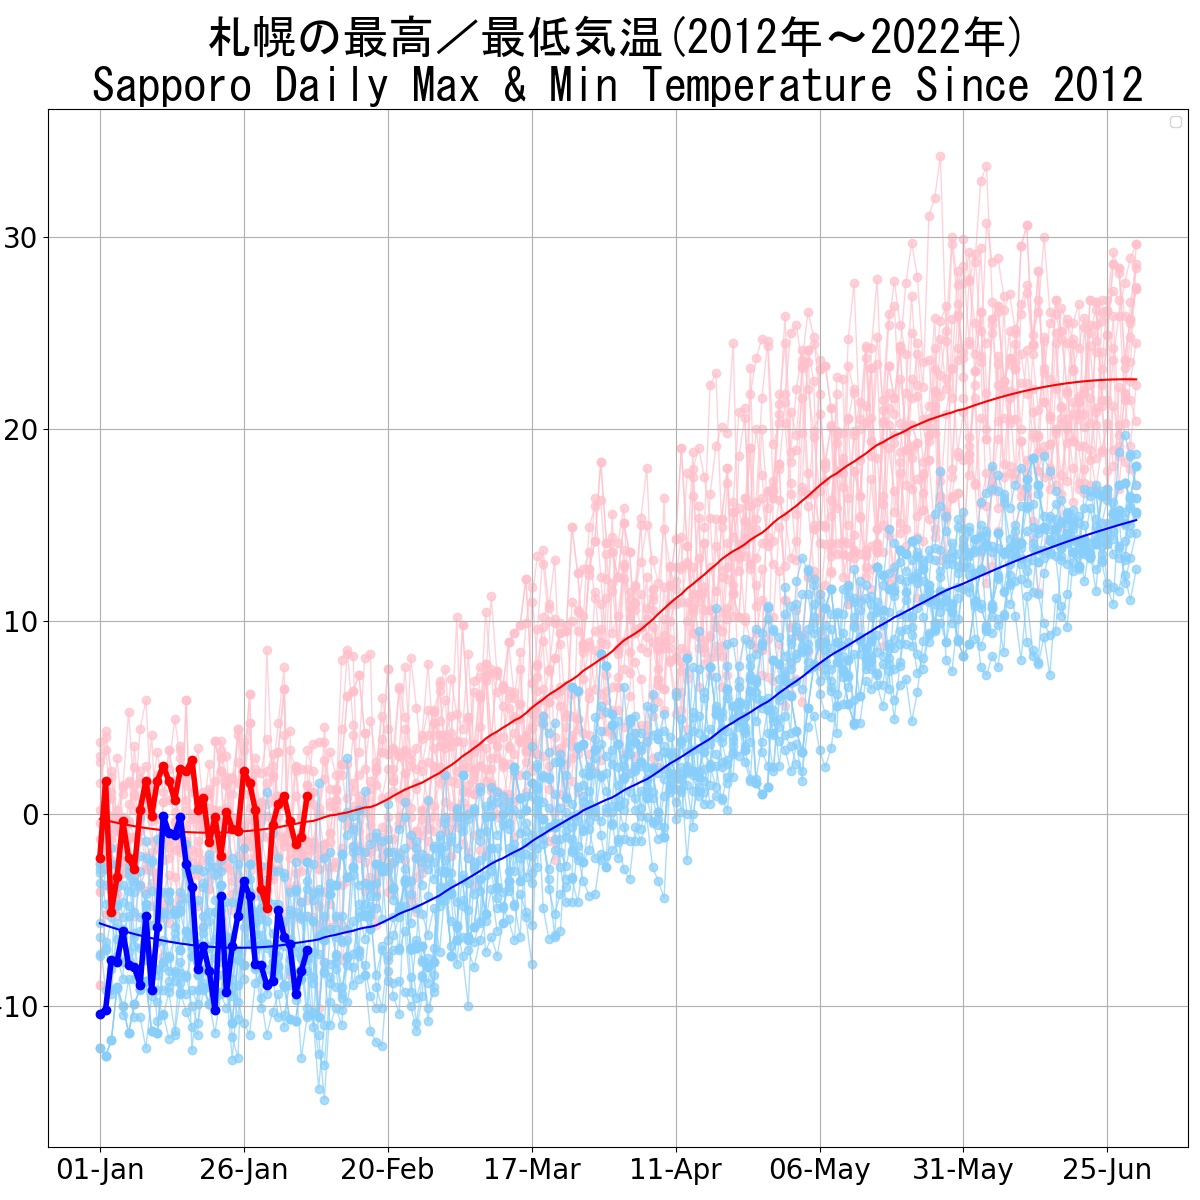 札幌の最高／最低気温(2012年～2022年)
Sapporo Daily Max & Min Temperature Since 2012
30
20
10
0
-10
01-Jan 26-Jan 20-Feb 17-Mar 11-Apr 06-May 31-May 25-Jun